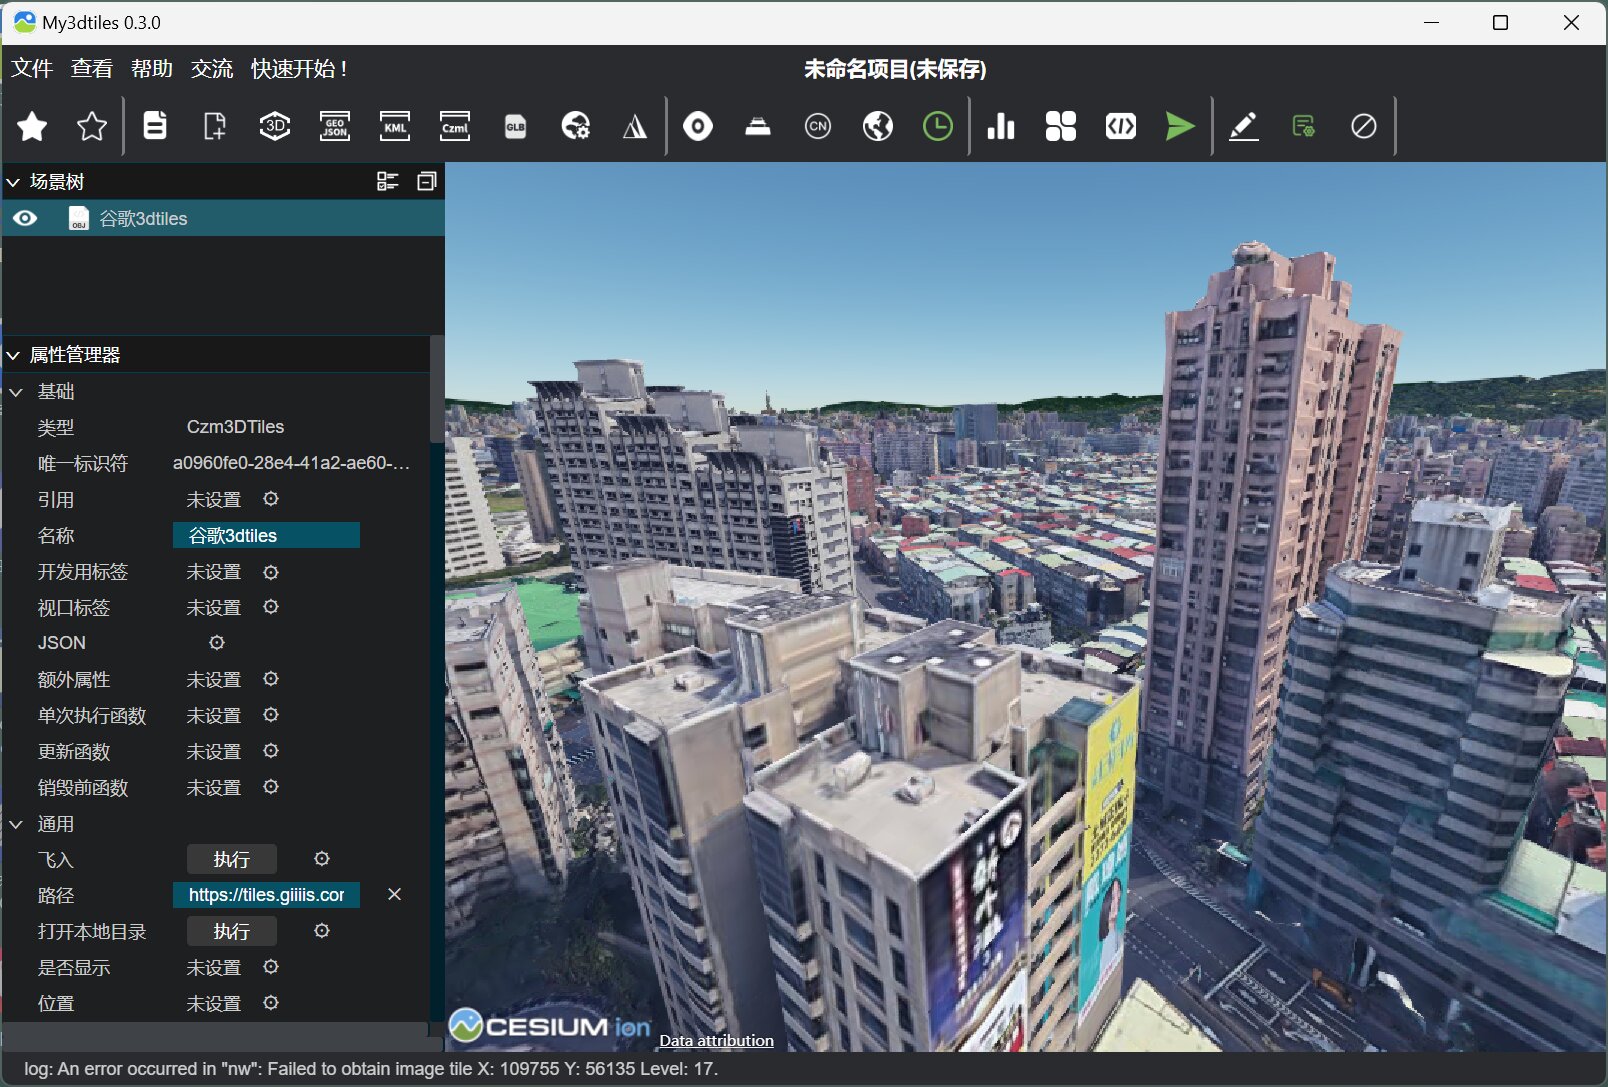 My3dtiles 0.3.0
文件 查看 帮助 交流 快速开始！ 未命名项目(未保存)
3D GEO JSON KML Czml GLB CN
场景树
OBJ 谷歌3dtiles
属性管理器
基础
类型 Czm3DTiles
唯一标识符 a0960fe0-28e4-41a2-ae60-...
引用 未设置
名称 谷歌3dtiles
开发用标签 未设置
视口标签 未设置
JSON
额外属性 未设置
单次执行函数 未设置
更新函数 未设置
销毁前函数 未设置
通用
飞入 执行
路径 https://tiles.giiiis.cor
打开本地目录 执行
是否显示 未设置
位置 未设置
CESIUM ion
Data attribution
log: An error occurred in "nw": Failed to obtain image tile X: 109755 Y: 56135 Level: 17.